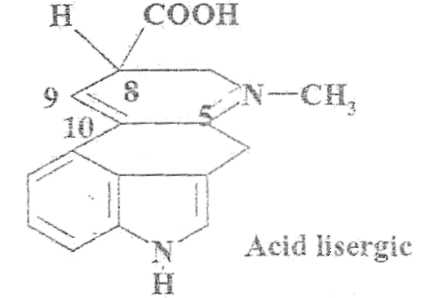 H COOH
9 8 N—CH₃
10 5
N Acid lisergic
H